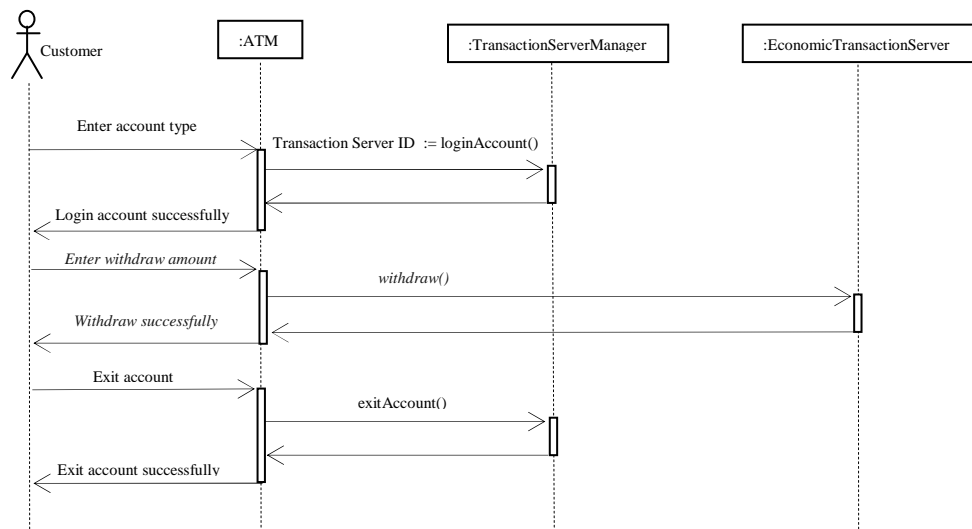 :ATM
:TransactionServerManager
:EconomicTransactionServer
Customer
Enter account type
Transaction Server ID := loginAccount()
Login account successfully
Enter withdraw amount
withdraw()
Withdraw successfully
Exit account
exitAccount()
Exit account successfully